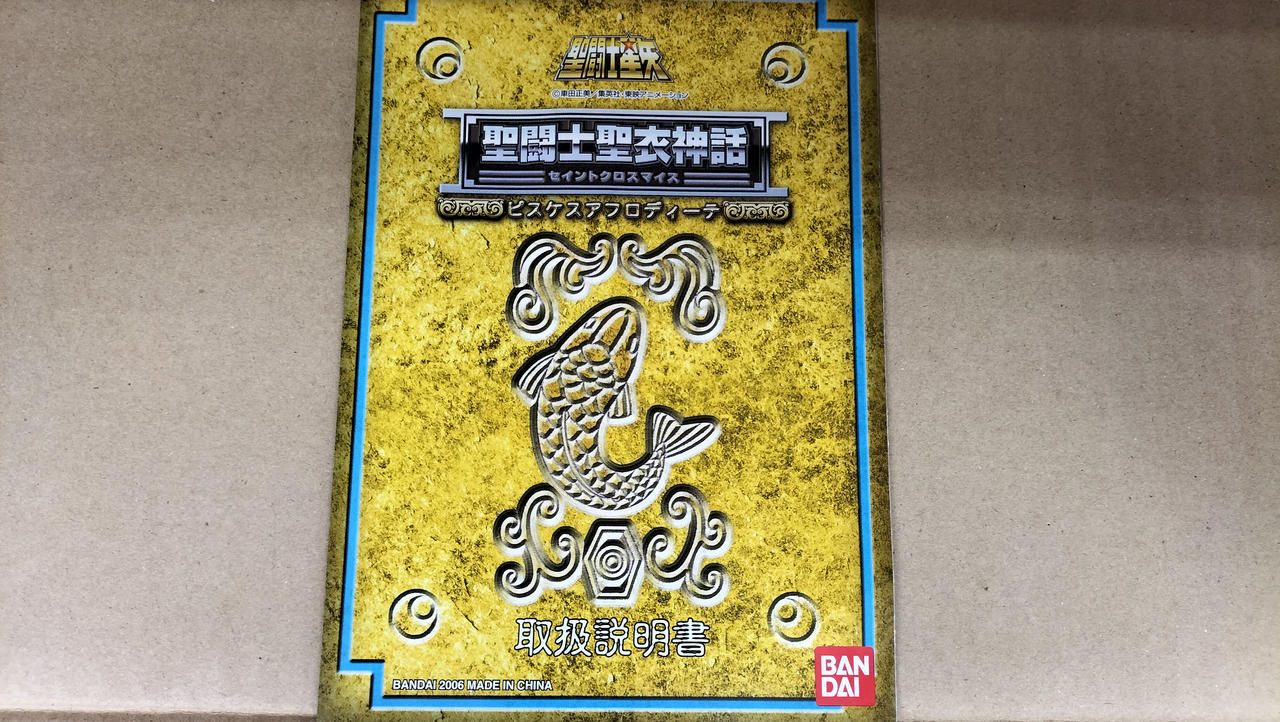 聖闘士星矢
©車田正美/集英社・東映アニメーション
聖闘士聖衣神話
セイントクロスマイス
ピスケスアフロディーテ
取扱説明書
BANDAI 2006 MADE IN CHINA
BAN
DAI